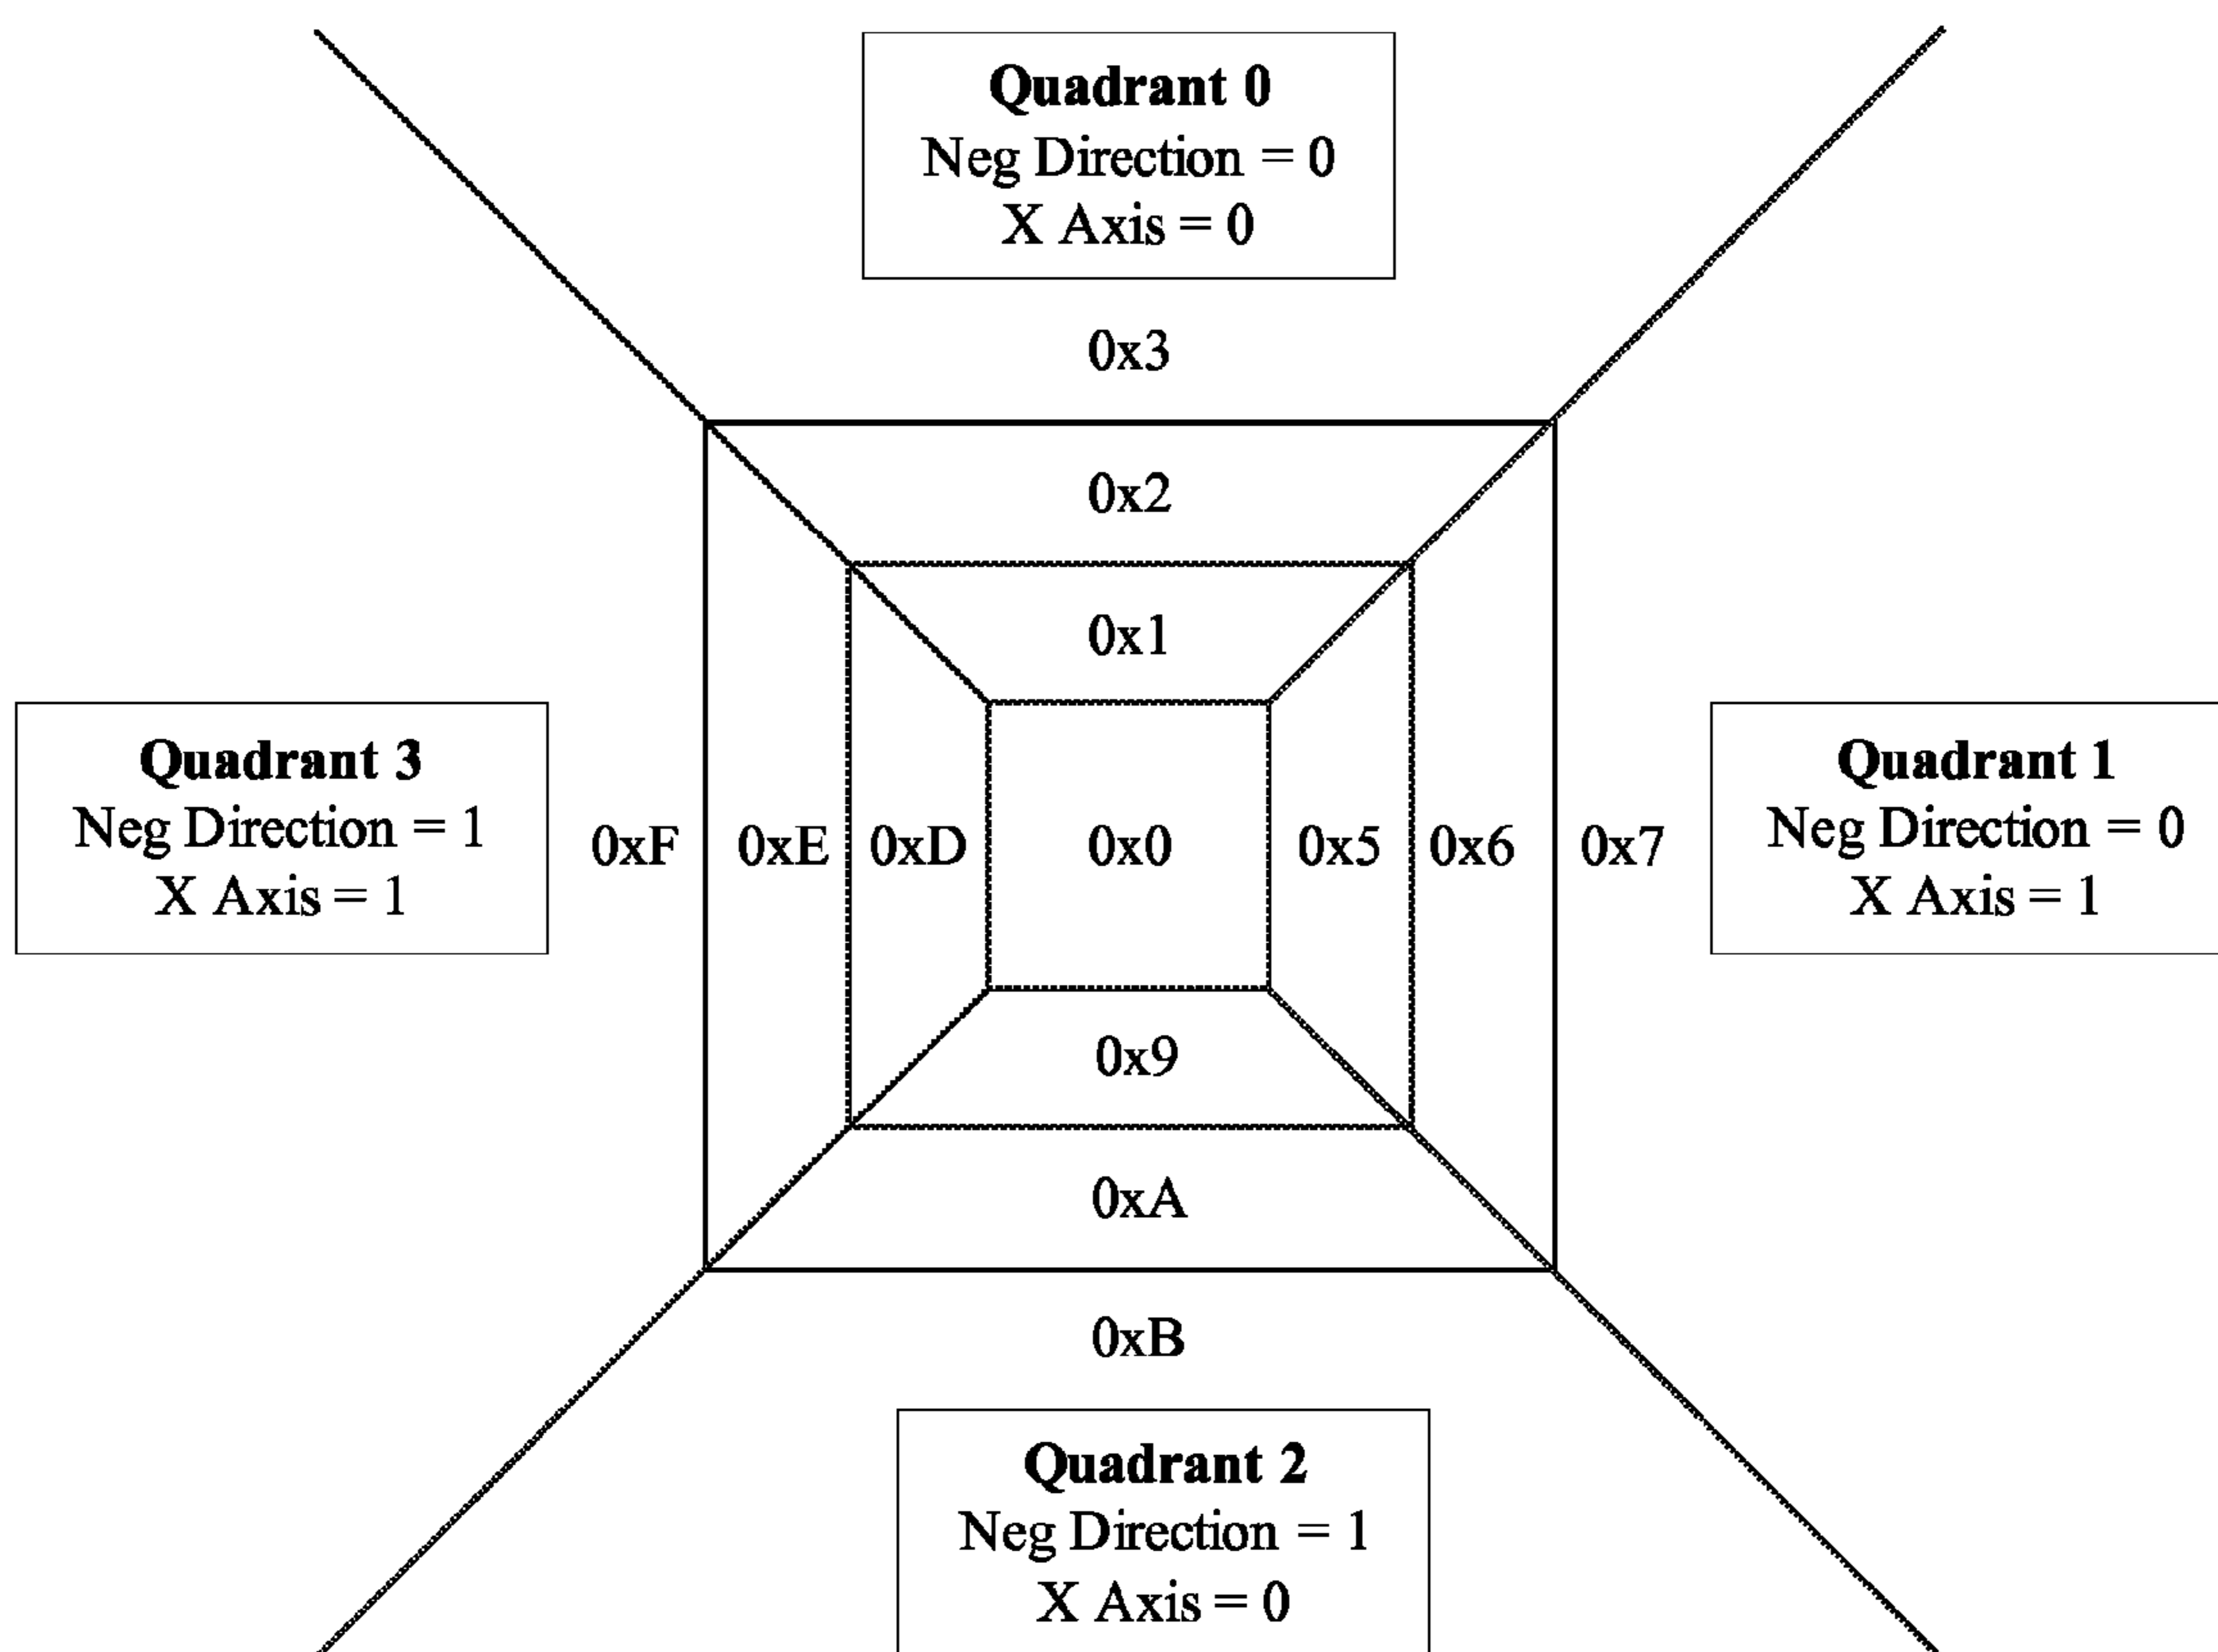 Quadrant 0
Neg Direction = 0
X Axis = 0
0x3
0x2
0x1
Quadrant 3
Neg Direction = 1
X Axis = 1
0xF
0xE
0xD
0x0
0x5
0x6
0x7
Quadrant 1
Neg Direction = 0
X Axis = 1
0x9
0xA
0xB
Quadrant 2
Neg Direction = 1
X Axis = 0